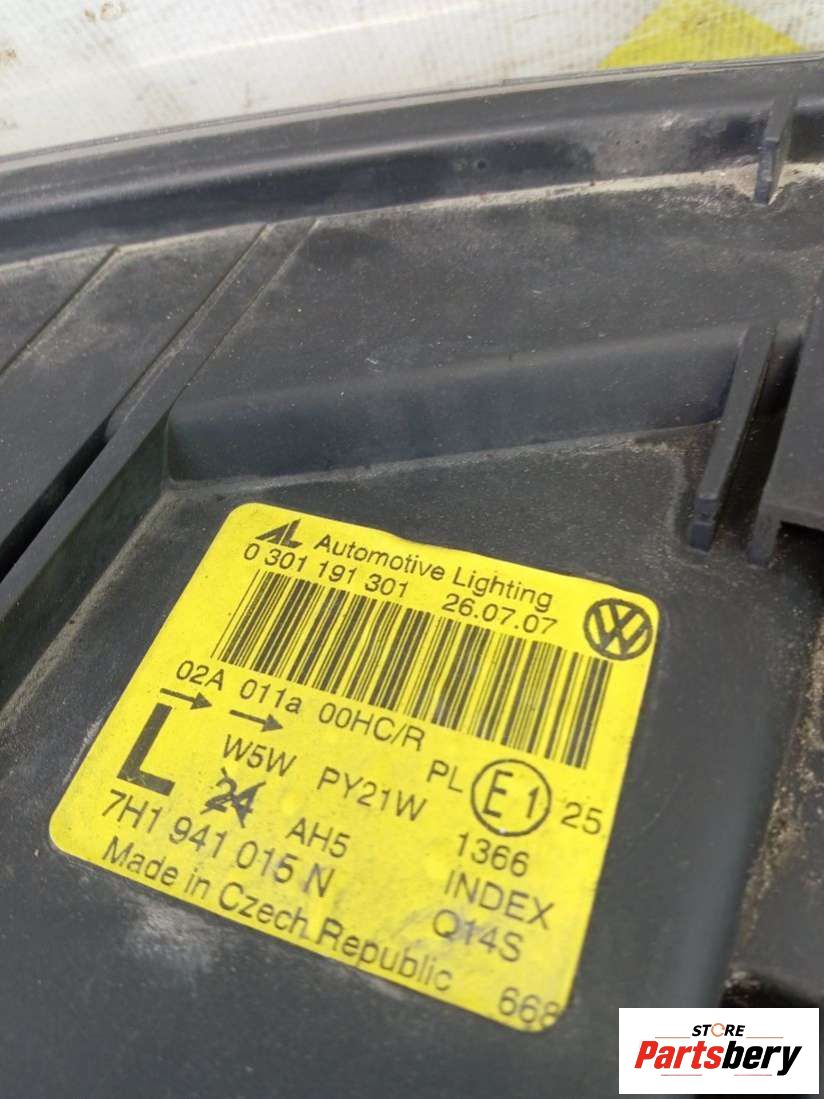 AL Automotive Lighting
0 301 191 301 26.07.07
02A 011a 00HC/R
L W5W PY21W PL E1 25
24 AH5 1366
7H1 941 015 N INDEX
Made in Czech Republic Q14S
668
STORE
Partsbery